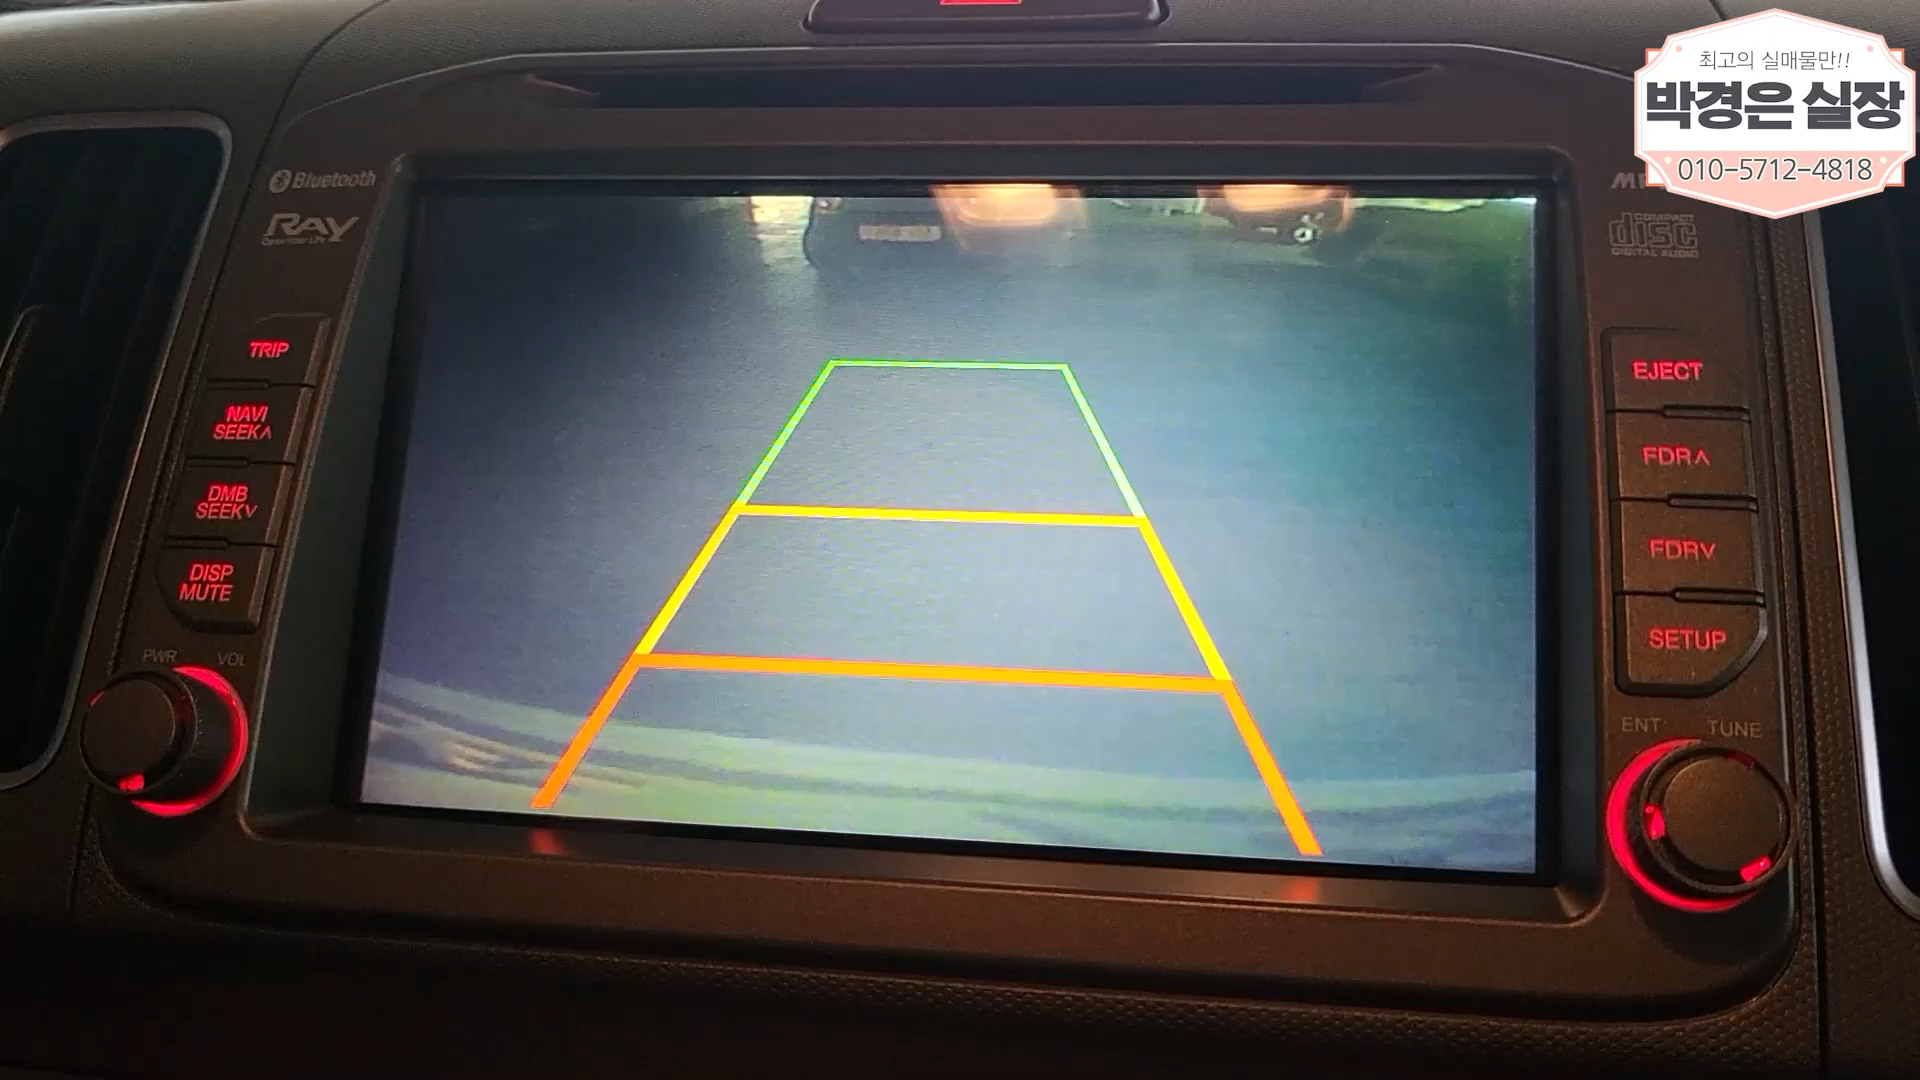 최고의 실매물만!!
박경은 실장
010-5712-4818
Bluetooth
RAY
COMPACT
disc
DIGITAL AUDIO
TRIP
NAVI
SEEK∧
DMB
SEEK∨
DISP
MUTE
PWR VOL
EJECT
FDR∧
FDR∨
SETUP
ENT TUNE